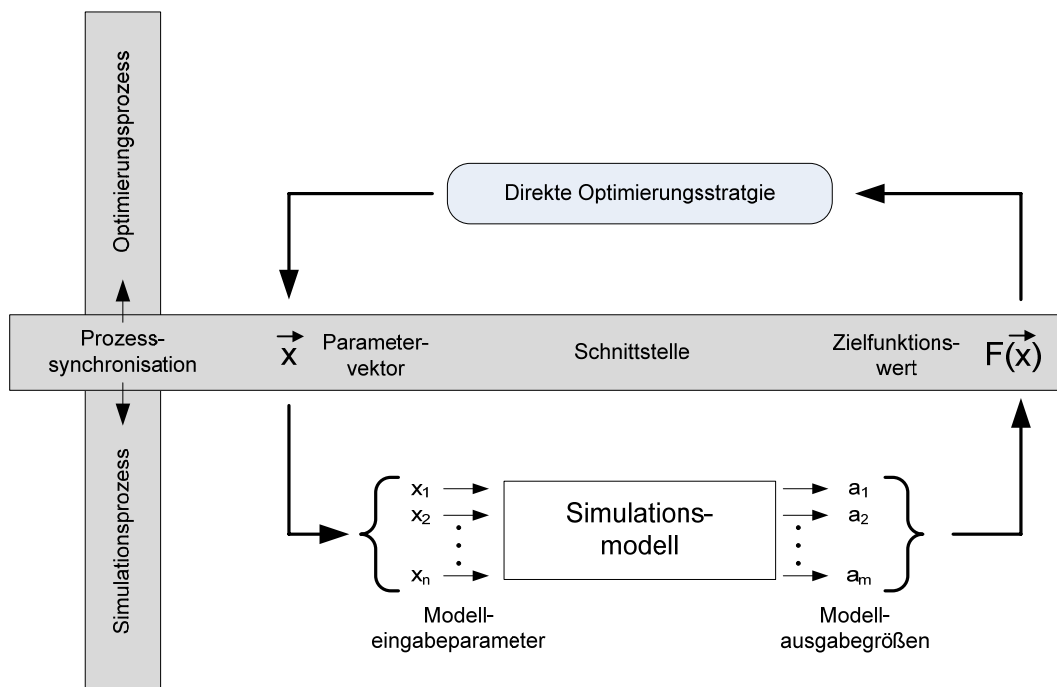 Optimierungsprozess
Direkte Optimierungsstratgie
Prozess-
synchronisation
x
Parameter-
vektor
Schnittstelle
Zielfunktions-
wert
F(x)
Simulationsprozess
x1
x2
xn
Simulations-
modell
a1
a2
am
Modell-
eingabeparameter
Modell-
ausgabegrößen